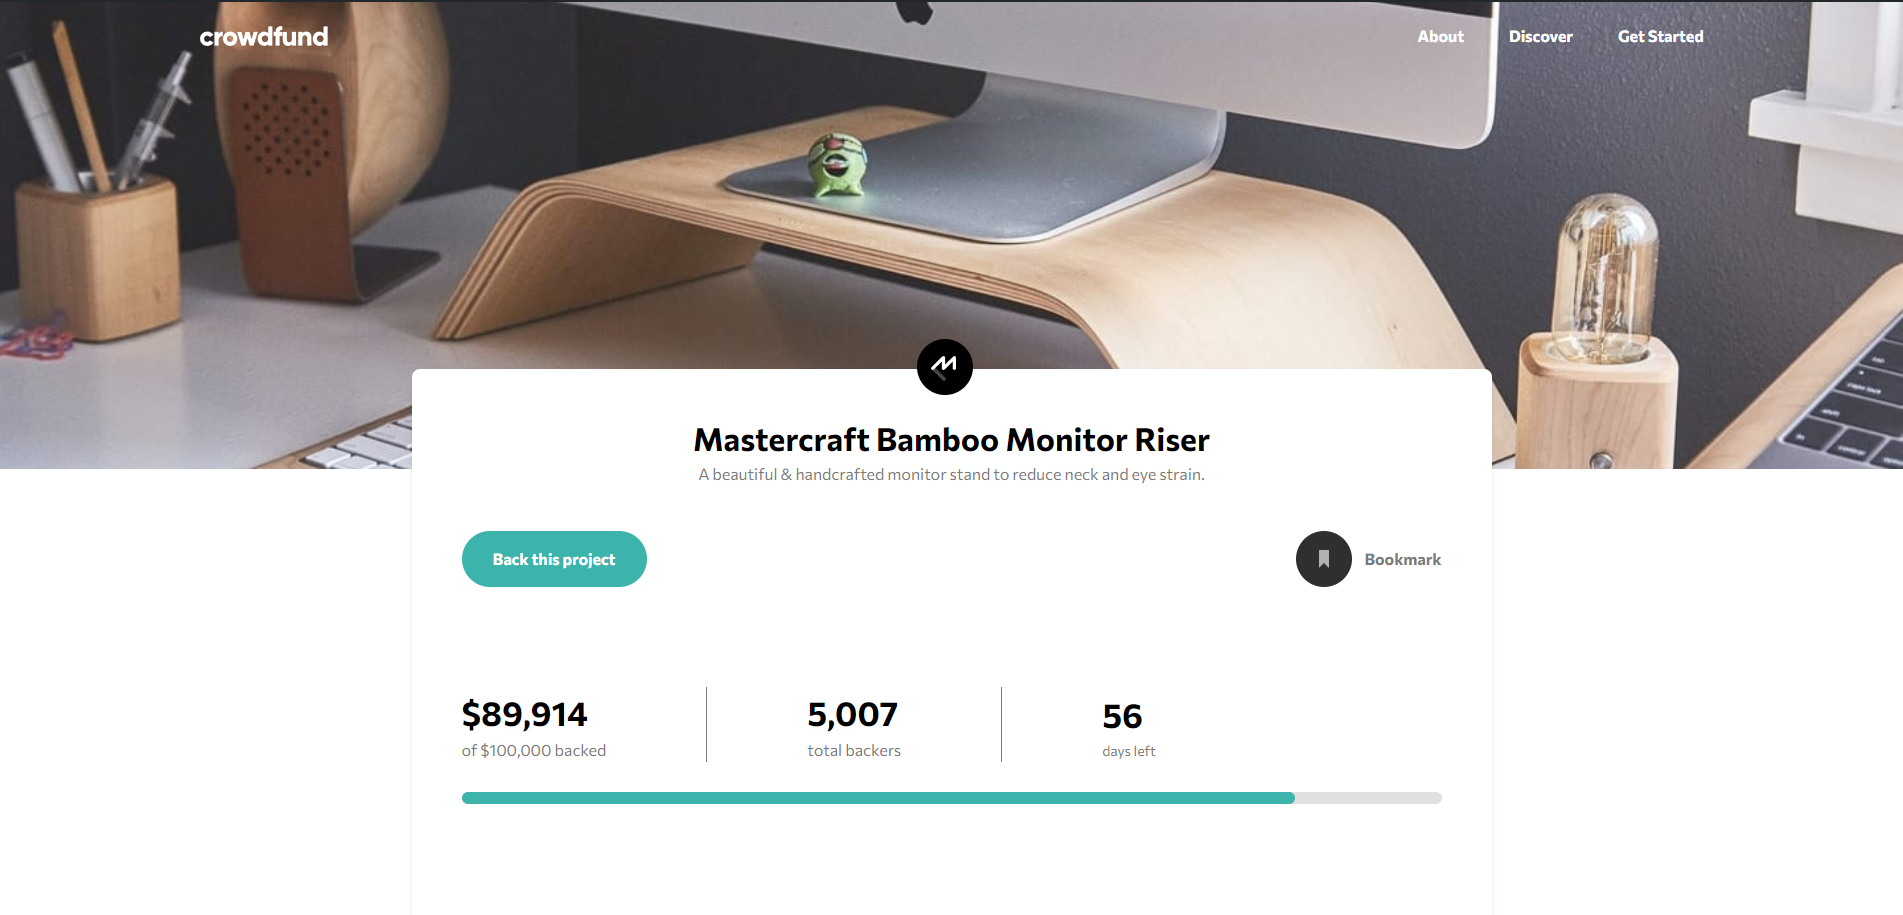 crowdfund
About
Discover
Get Started
Mastercraft Bamboo Monitor Riser
A beautiful & handcrafted monitor stand to reduce neck and eye strain.
Back this project
Bookmark
$89,914
of $100,000 backed
5,007
total backers
56
days left